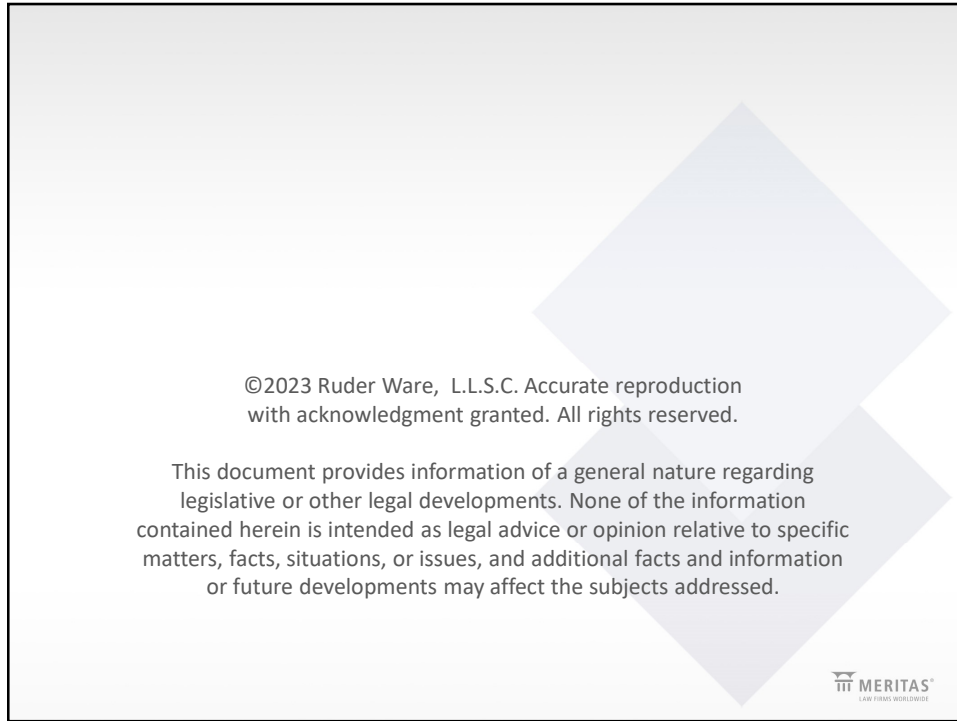 ©2023 Ruder Ware,  L.L.S.C. Accurate reproduction
with acknowledgment granted. All rights reserved.
This document provides information of a general nature regarding
legislative or other legal developments. None of the information
contained herein is intended as legal advice or opinion relative to specific
matters, facts, situations, or issues, and additional facts and information
or future developments may affect the subjects addressed.
MERITAS®
LAW FIRMS WORLDWIDE